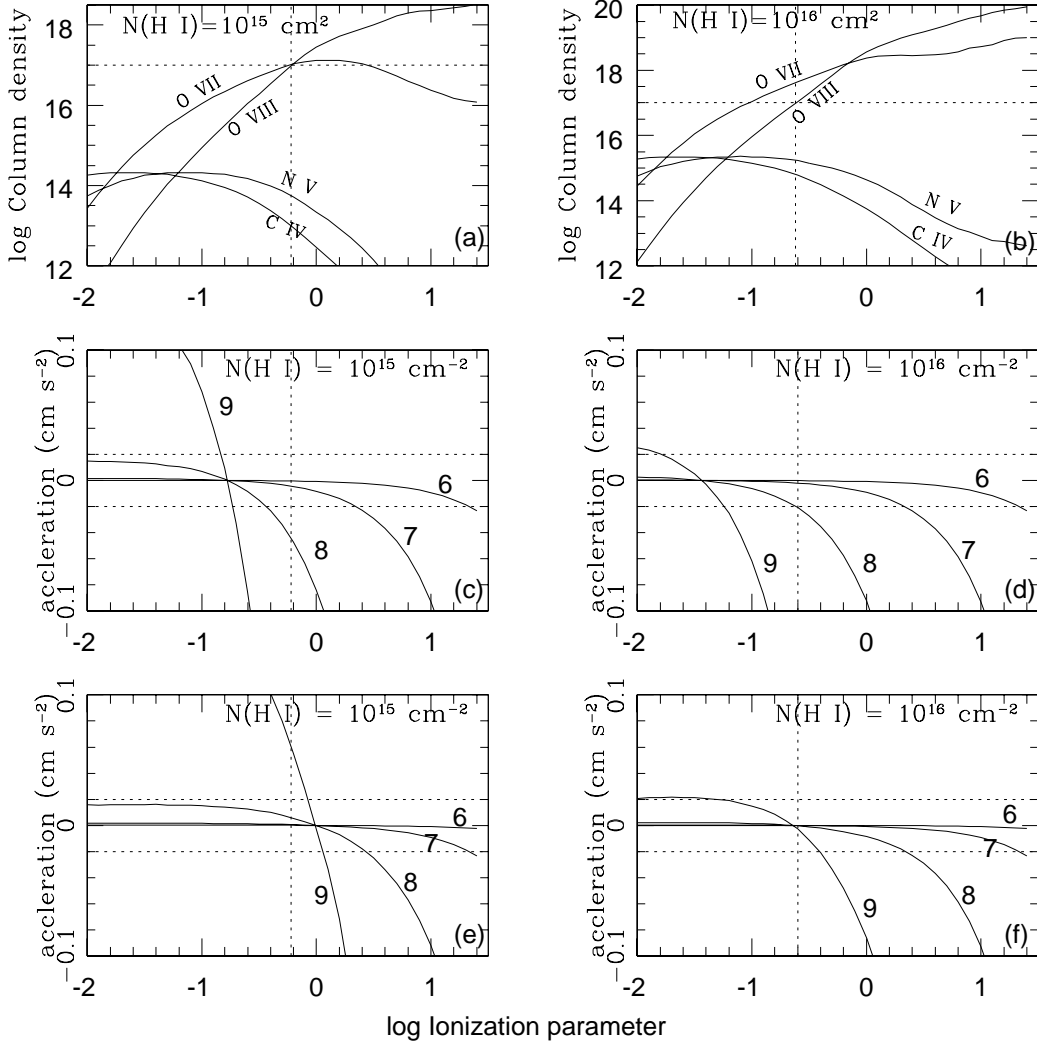 N(H I)=10¹⁵ cm²
log Column density
18
16
14
12
O VII
O VIII
N V
C IV
(a)
-2 -1 0 1
N(H I)=10¹⁶ cm²
log Column density
20
18
16
14
12
O VII
O VIII
N V
C IV
(b)
-2 -1 0 1
N(H I) = 10¹⁵ cm⁻²
accleration (cm s⁻²)
0.1
0
−0.1
9
6
7
8
(c)
-2 -1 0 1
N(H I) = 10¹⁶ cm⁻²
accleration (cm s⁻²)
0.1
0
−0.1
6
7
8
9
(d)
-2 -1 0 1
N(H I) = 10¹⁵ cm⁻²
accleration (cm s⁻²)
0.1
0
−0.1
6
7
8
9
(e)
-2 -1 0 1
N(H I) = 10¹⁶ cm⁻²
accleration (cm s⁻²)
0.1
0
−0.1
6
7
8
9
(f)
-2 -1 0 1
log Ionization parameter